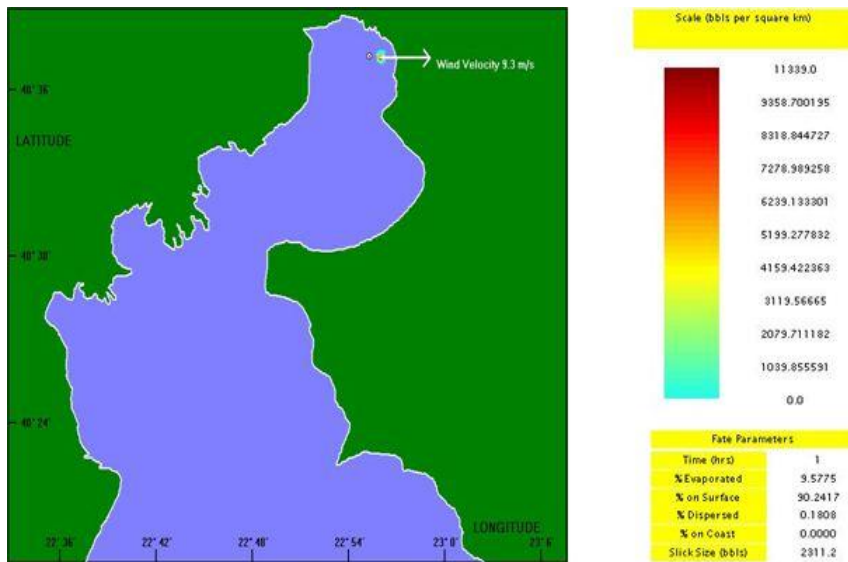 Wind Velocity 9.3 m/s
40° 36'
LATITUDE
40° 30'
40° 24'
LONGITUDE
22° 36'
22° 42'
22° 48'
22° 54'
23° 0'
23° 6'
Scale (bbls per square km)
11339.0
9358.700195
8318.844727
7278.989258
6239.133301
5199.277832
4159.422363
3119.56665
2079.711182
1039.855591
0.0
Fate Parameters
Time (hrs) 1
% Evaporated 9.5775
% on Surface 90.2417
% Dispersed 0.1808
% on Coast 0.0000
Slick Size (bbls) 2311.2